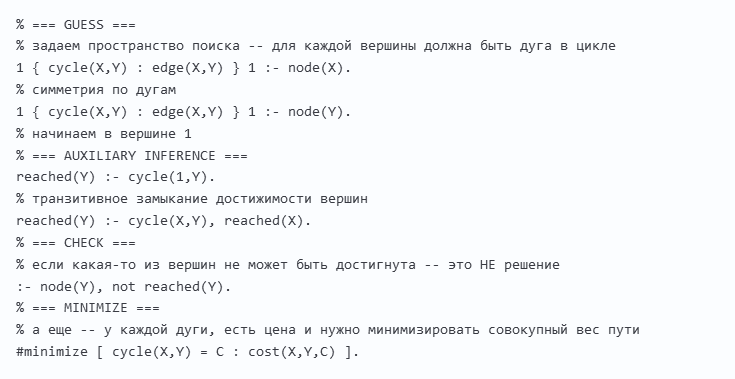 % === GUESS ===
% задаем пространство поиска -- для каждой вершины должна быть дуга в цикле
1 { cycle(X,Y) : edge(X,Y) } 1 :- node(X).
% симметрия по дугам
1 { cycle(X,Y) : edge(X,Y) } 1 :- node(Y).
% начинаем в вершине 1
% === AUXILIARY INFERENCE ===
reached(Y) :- cycle(1,Y).
% транзитивное замыкание достижимости вершин
reached(Y) :- cycle(X,Y), reached(X).
% === CHECK ===
% если какая-то из вершин не может быть достигнута -- это НЕ решение
:- node(Y), not reached(Y).
% === MINIMIZE ===
% а еще -- у каждой дуги, есть цена и нужно минимизировать совокупный вес пути
#minimize [ cycle(X,Y) = C : cost(X,Y,C) ].